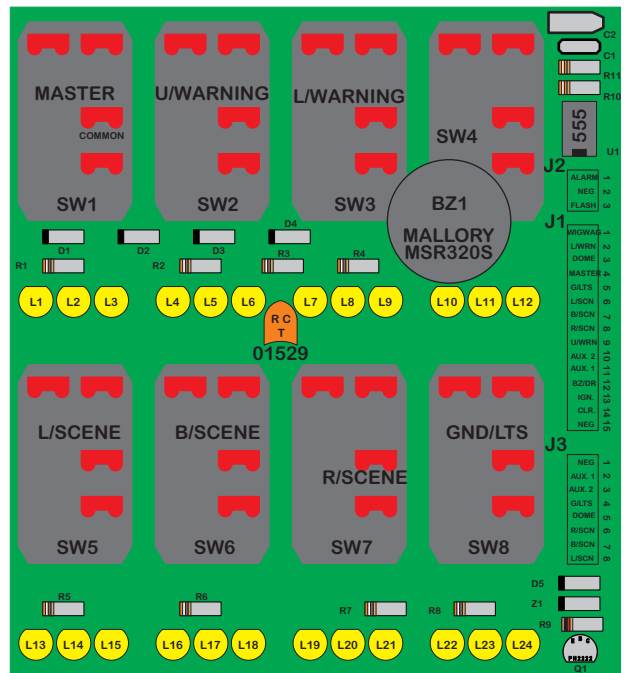 C2
C1
R11
R10
MASTER
U/WARNING
L/WARNING
COMMON
SW4
555
U1
SW1
SW2
SW3
BZ1
MALLORY
MSR320S
J2
ALARM 1
NEG 2
FLASH 3
J1
WIGWAG 1
L/WRN 2
DOME 3
MASTER 4
G/LTS 5
L/SCN 6
B/SCN 7
R/SCN 8
U/WRN 9
AUX. 2 10
AUX. 1 11
BZ/DR 12
IGN. 13
CLR. 14
NEG 15
D1 D2 D3 D4
R1 R2 R3 R4
L1 L2 L3 L4 L5 L6 L7 L8 L9 L10 L11 L12
R C
T
01529
L/SCENE
B/SCENE
R/SCENE
GND/LTS
SW5 SW6 SW7 SW8
J3
NEG 1
AUX. 1 2
AUX. 2 3
G/LTS 4
DOME 5
R/SCN 6
B/SCN 7
L/SCN 8
D5
Z1
R9
R5 R6 R7 R8
L13 L14 L15 L16 L17 L18 L19 L20 L21 L22 L23 L24
E B C
PN2222
Q1